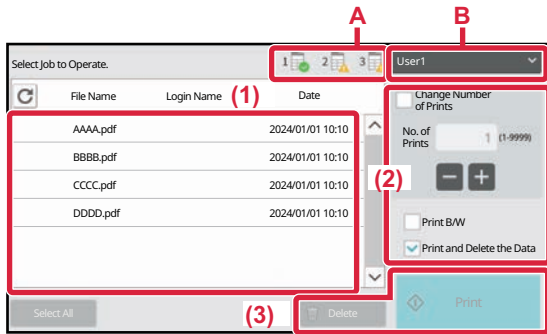 A
B
Select Job to Operate.
1
2
3
User1
File Name
Login Name
(1)
Date
Change Number
of Prints
AAAA.pdf
2024/01/01 10:10
No. of
Prints
1
(1-9999)
BBBB.pdf
2024/01/01 10:10
CCCC.pdf
2024/01/01 10:10
(2)
DDDD.pdf
2024/01/01 10:10
Print B/W
Print and Delete the Data
Select All
(3)
Delete
Print